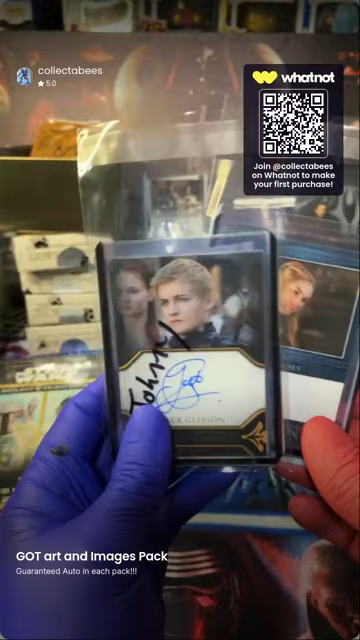 collectabees
★ 5.0
whatnot
Join @collectabees
on Whatnot to make
your first purchase!
Johnny
CK GLEESON
GOT art and Images Pack
Guaranteed Auto in each pack!!!